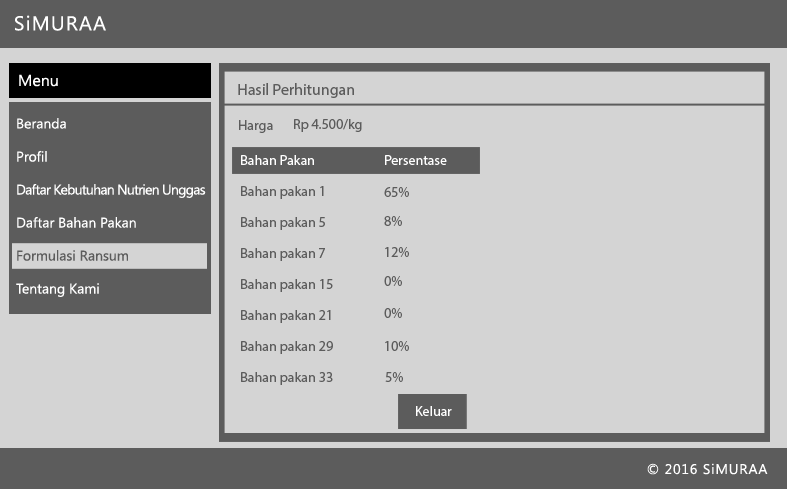 SiMURAA
Menu
Beranda
Profil
Daftar Kebutuhan Nutrien Unggas
Daftar Bahan Pakan
Formulasi Ransum
Tentang Kami
Hasil Perhitungan
Harga Rp 4.500/kg
Bahan Pakan Persentase
Bahan pakan 1 65%
Bahan pakan 5 8%
Bahan pakan 7 12%
Bahan pakan 15 0%
Bahan pakan 21 0%
Bahan pakan 29 10%
Bahan pakan 33 5%
Keluar
© 2016 SiMURAA